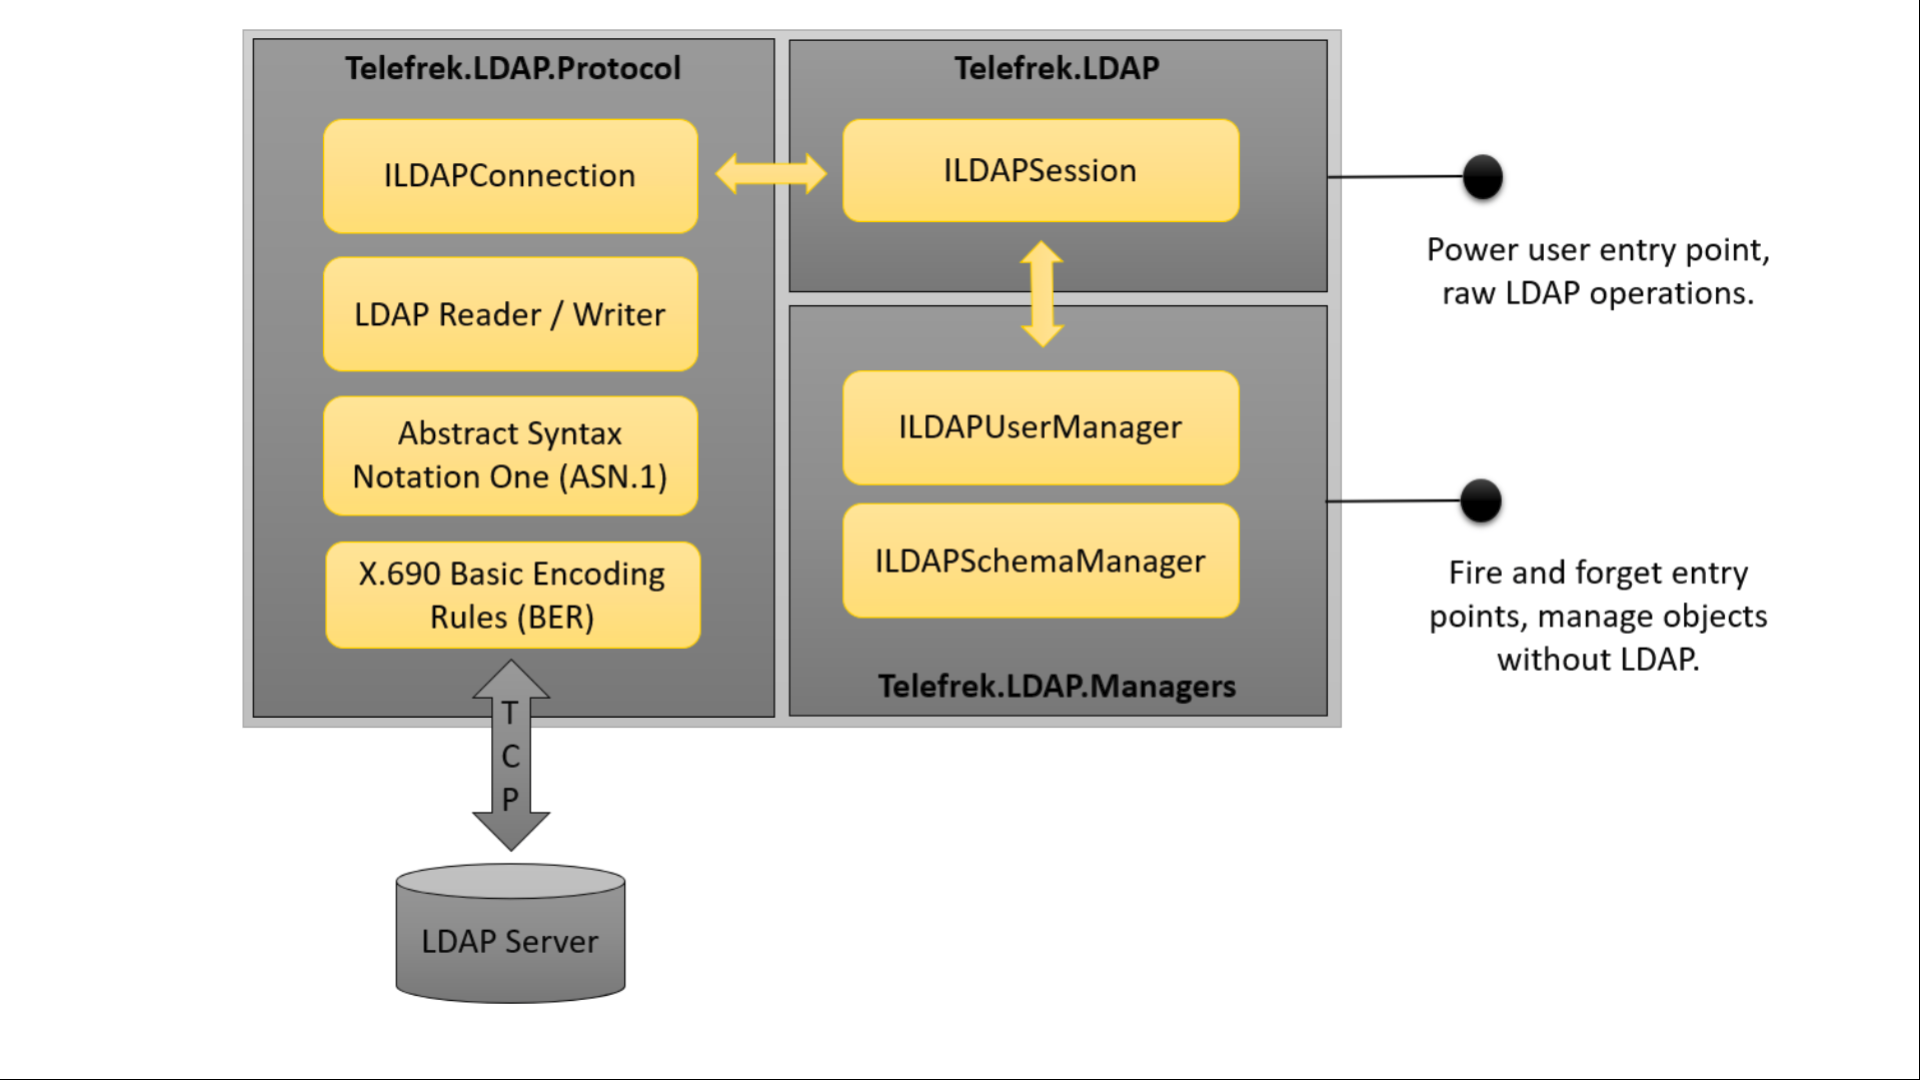 Telefrek.LDAP.Protocol
ILDAPConnection
LDAP Reader / Writer
Abstract Syntax
Notation One (ASN.1)
X.690 Basic Encoding
Rules (BER)
T
C
P
LDAP Server
Telefrek.LDAP
ILDAPSession
ILDAPUserManager
ILDAPSchemaManager
Telefrek.LDAP.Managers
Power user entry point,
raw LDAP operations.
Fire and forget entry
points, manage objects
without LDAP.